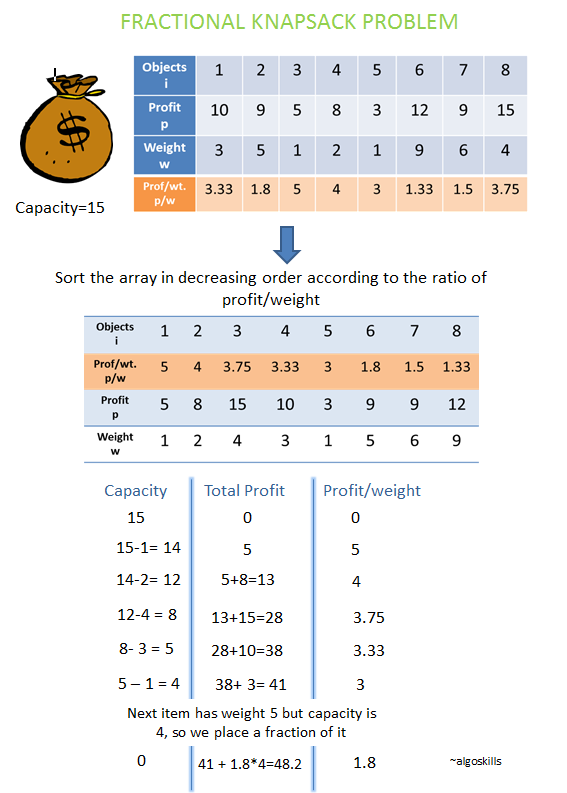 FRACTIONAL KNAPSACK PROBLEM
$
Capacity=15
Objects i 1 2 3 4 5 6 7 8
Profit p 10 9 5 8 3 12 9 15
Weight w 3 5 1 2 1 9 6 4
Prof/wt. p/w 3.33 1.8 5 4 3 1.33 1.5 3.75
Sort the array in decreasing order according to the ratio of
profit/weight
Objects i 1 2 3 4 5 6 7 8
Prof/wt. p/w 5 4 3.75 3.33 3 1.8 1.5 1.33
Profit p 5 8 15 10 3 9 9 12
Weight w 1 2 4 3 1 5 6 9
Capacity Total Profit Profit/weight
15 0 0
15-1= 14 5 5
14-2= 12 5+8=13 4
12-4 = 8 13+15=28 3.75
8- 3 = 5 28+10=38 3.33
5 – 1 = 4 38+ 3= 41 3
Next item has weight 5 but capacity is
4, so we place a fraction of it
0 41 + 1.8*4=48.2 1.8
~algoskills